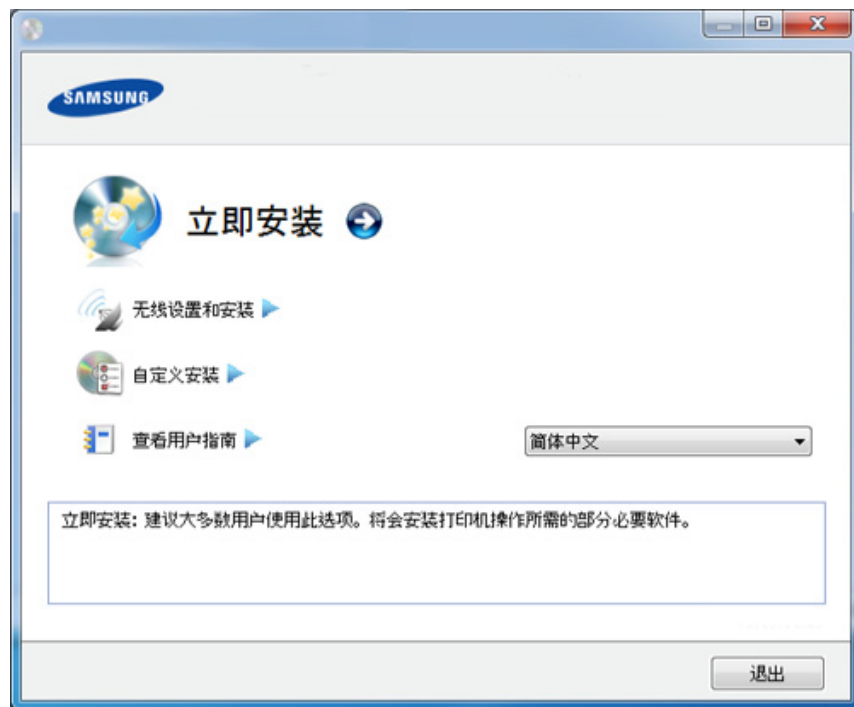 SAMSUNG
立即安装
无线设置和安装
自定义安装
查看用户指南
简体中文
立即安装: 建议大多数用户使用此选项。将会安装打印机操作所需的部分必要软件。
退出